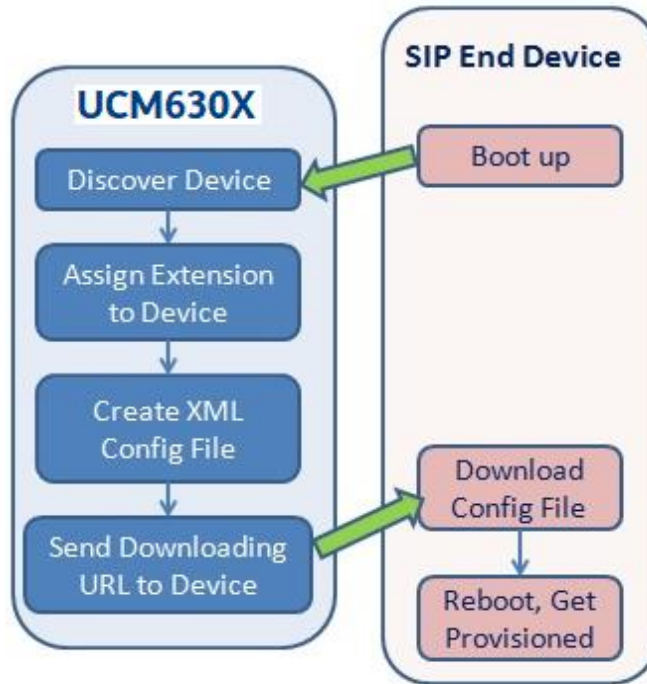 UCM630X
Discover Device
Assign Extension
to Device
Create XML
Config File
Send Downloading
URL to Device
SIP End Device
Boot up
Download
Config File
Reboot, Get
Provisioned